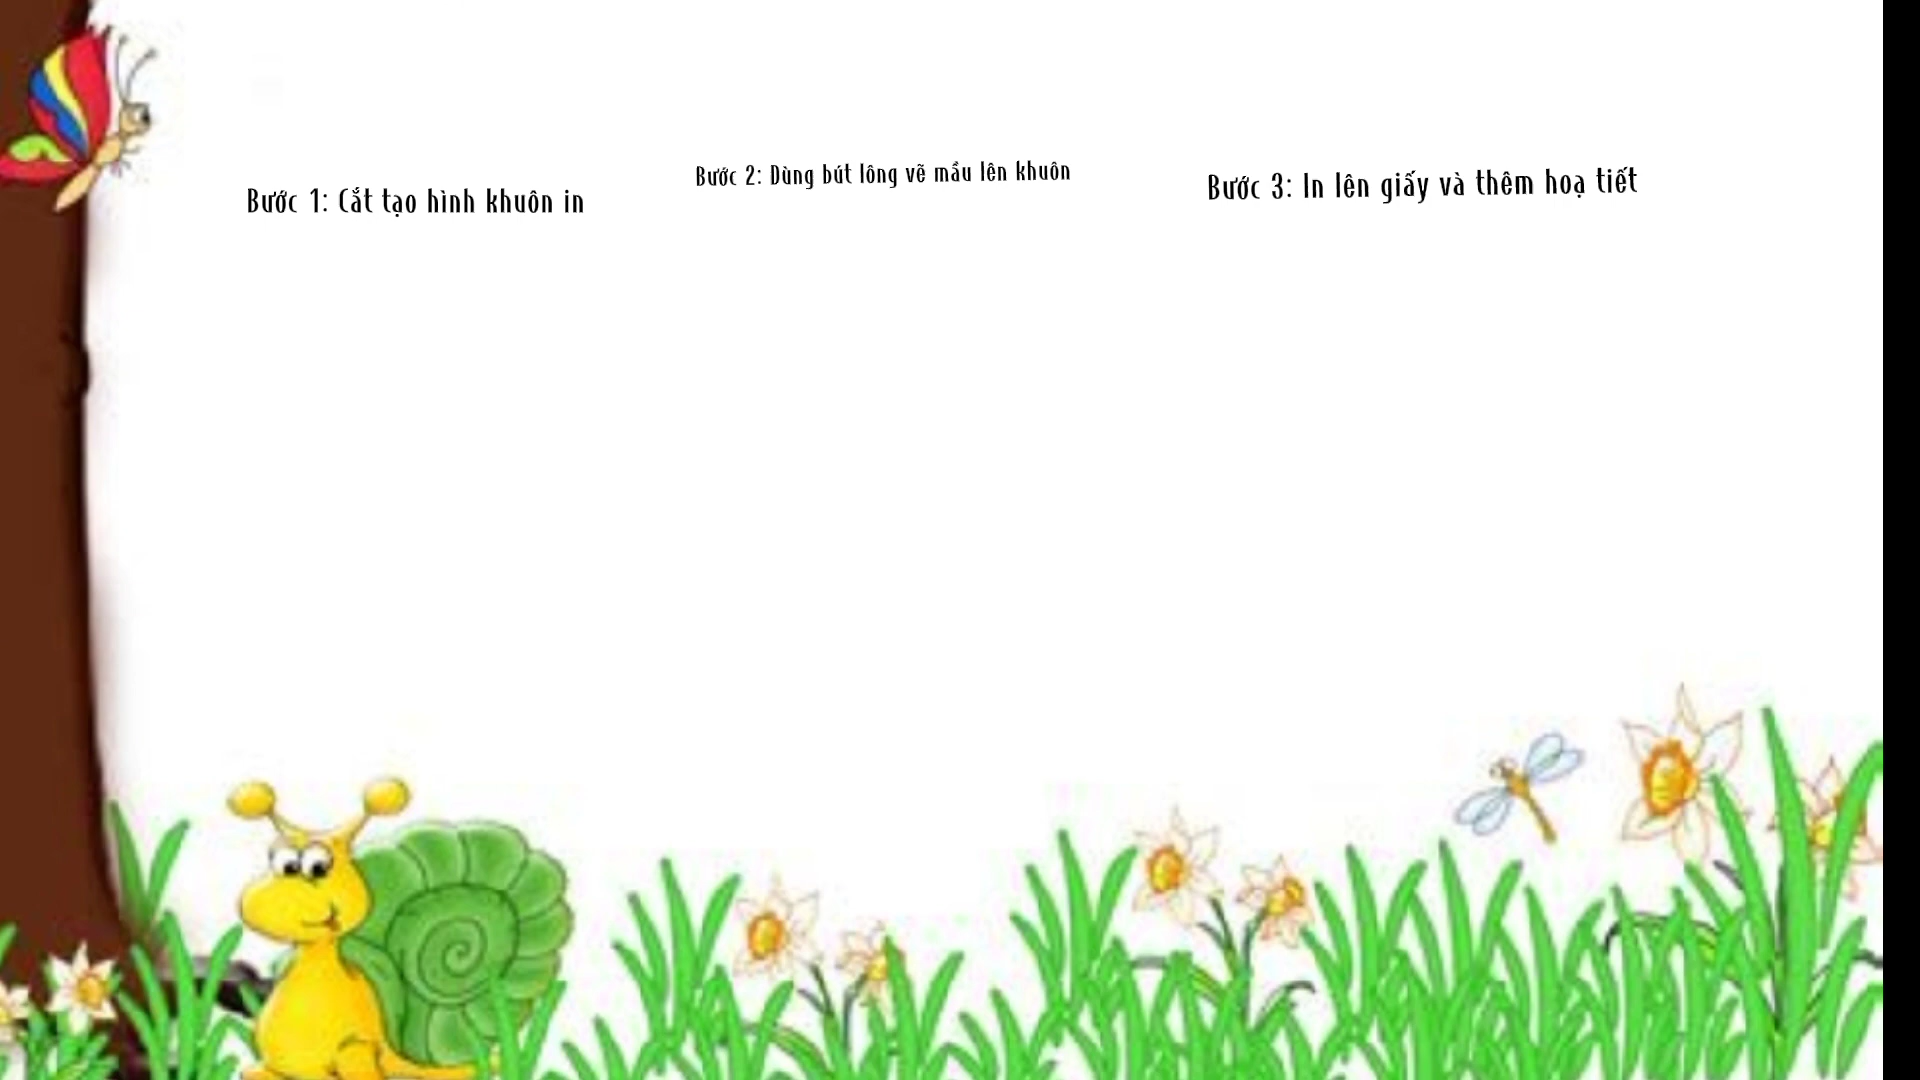 Bước 1: Cắt tạo hình khuôn in
Bước 2: Dùng bút lông vẽ mầu lên khuôn
Bước 3: In lên giấy và thêm hoạ tiết